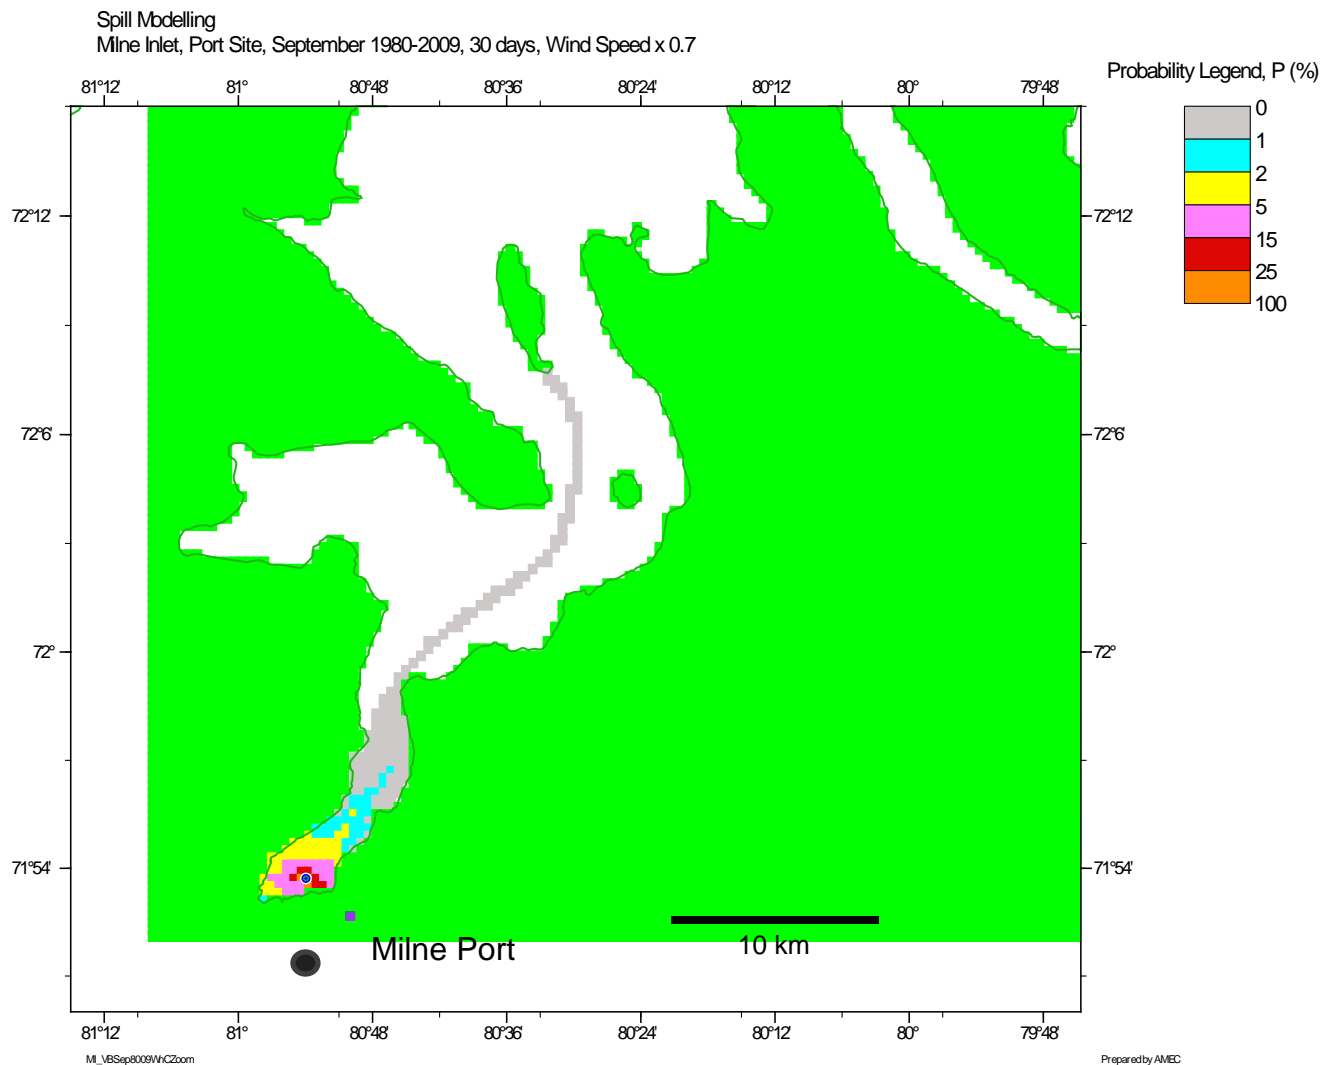 Spill Modelling
Milne Inlet, Port Site, September 1980-2009, 30 days, Wind Speed x 0.7
Probability Legend, P (%)
0
1
2
5
15
25
100
81°12' 81° 80°48' 80°36' 80°24' 80°12' 80° 79°48'
72°12' 72°12'
72°6' 72°6'
72° 72°
71°54' 71°54'
10 km
Milne Port
81°12' 81° 80°48' 80°36' 80°24' 80°12' 80° 79°48'
MI_VBSep8009WhCZoom
Prepared by AMEC